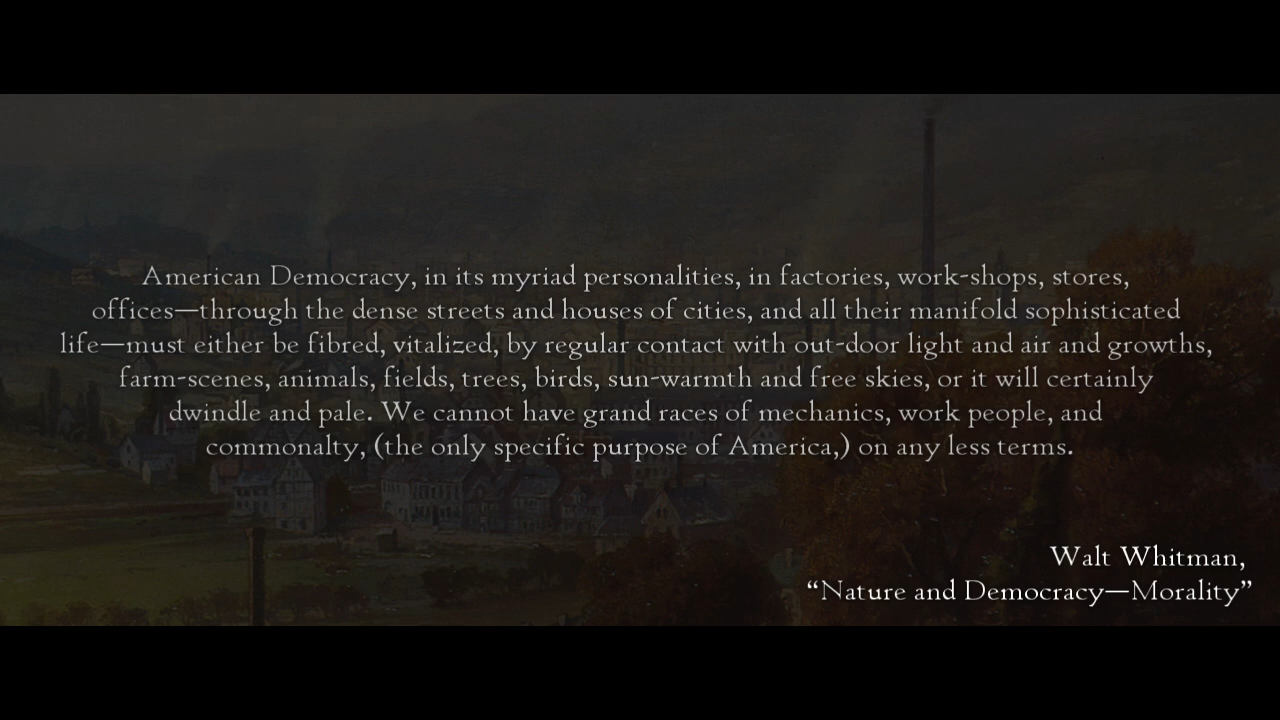 American Democracy, in its myriad personalities, in factories, work-shops, stores,
offices—through the dense streets and houses of cities, and all their manifold sophisticated
life—must either be fibred, vitalized, by regular contact with out-door light and air and growths,
farm-scenes, animals, fields, trees, birds, sun-warmth and free skies, or it will certainly
dwindle and pale. We cannot have grand races of mechanics, work people, and
commonalty, (the only specific purpose of America,) on any less terms.
Walt Whitman,
“Nature and Democracy—Morality”